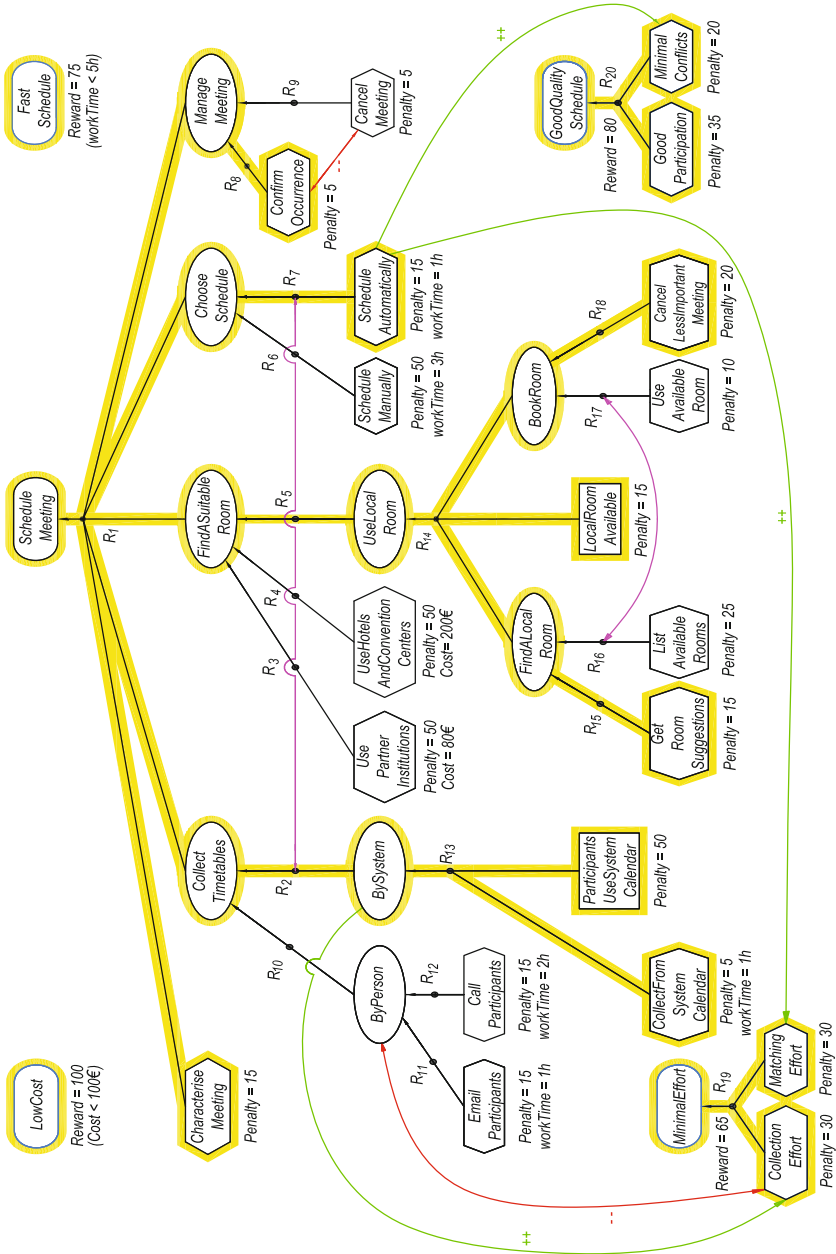 Fast
Schedule
Reward = 75
(workTime < 5h)
Schedule
Meeting
LowCost
Reward = 100
(Cost < 100€)
R1
Characterise
Meeting
Penalty = 15
Collect
Timetables
FindASuitable
Room
Choose
Schedule
Manage
Meeting
R10
R2
R3
R4
R5
R6
R7
R8
R9
ByPerson
BySystem
Use
Partner
Institutions
Penalty = 50
Cost = 80€
UseHotels
AndConvention
Centers
Penalty = 50
Cost= 200€
UseLocal
Room
Schedule
Manually
Penalty = 50
workTime = 3h
Schedule
Automatically
Penalty = 15
workTime = 1h
Confirm
Occurrence
Penalty = 5
Cancel
Meeting
Penalty = 5
--
++
R11
R12
R13
R14
Email
Participants
Penalty = 15
workTime = 1h
Call
Participants
Penalty = 15
workTime = 2h
CollectFrom
System
Calendar
Penalty = 5
workTime = 1h
Participants
UseSystem
Calendar
Penalty = 50
FindALocal
Room
LocalRoom
Available
Penalty = 15
BookRoom
R15
R16
R17
R18
Get
Room
Suggestions
Penalty = 15
List
Available
Rooms
Penalty = 25
Use
Available
Room
Penalty = 10
Cancel
LessImportant
Meeting
Penalty = 20
GoodQuality
Schedule
Reward = 80
R20
Good
Participation
Penalty = 35
Minimal
Conflicts
Penalty = 20
MinimalEffort
Reward = 65
R19
Collection
Effort
Penalty = 30
Matching
Effort
Penalty = 30
--
++
++